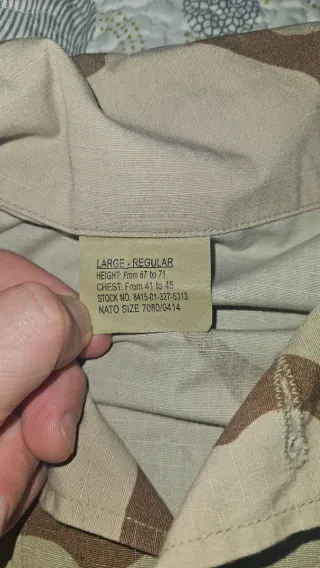 LARGE - REGULAR
HEIGHT: From 67 to 71
CHEST: From 41 to 45
STOCK NO. 8415-01-327-5313
NATO SIZE 7080/0414